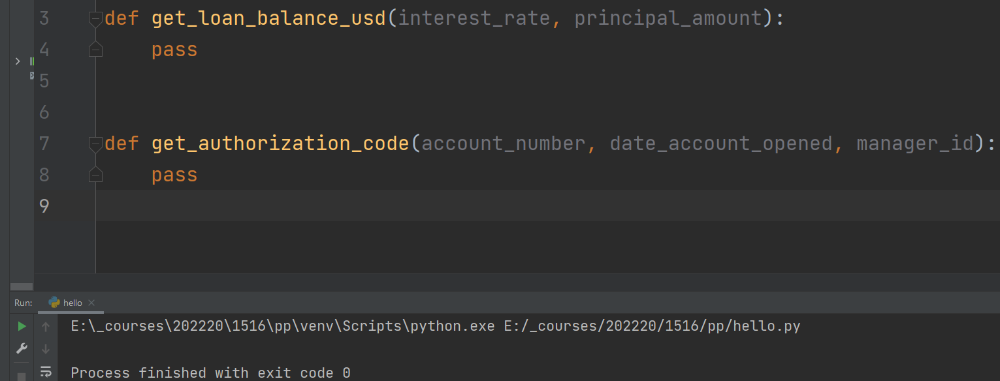 3 def get_loan_balance_usd(interest_rate, principal_amount):
4 pass
5
6
7 def get_authorization_code(account_number, date_account_opened, manager_id):
8 pass
9
Run: hello
E:\_courses\202220\1516\pp\venv\Scripts\python.exe E:/_courses/202220/1516/pp/hello.py
Process finished with exit code 0